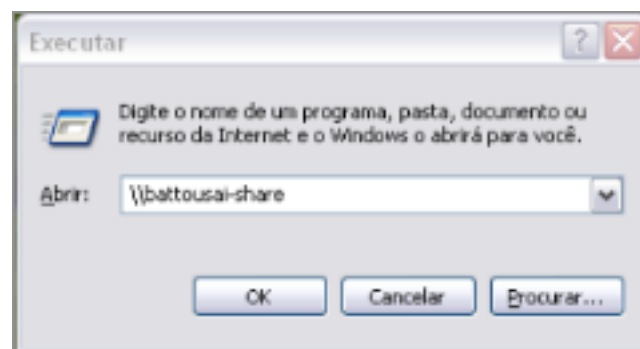 Executar
Digite o nome de um programa, pasta, documento ou
recurso da Internet e o Windows o abrirá para você.
Abrir: \\battousai-share
OK Cancelar Procurar...